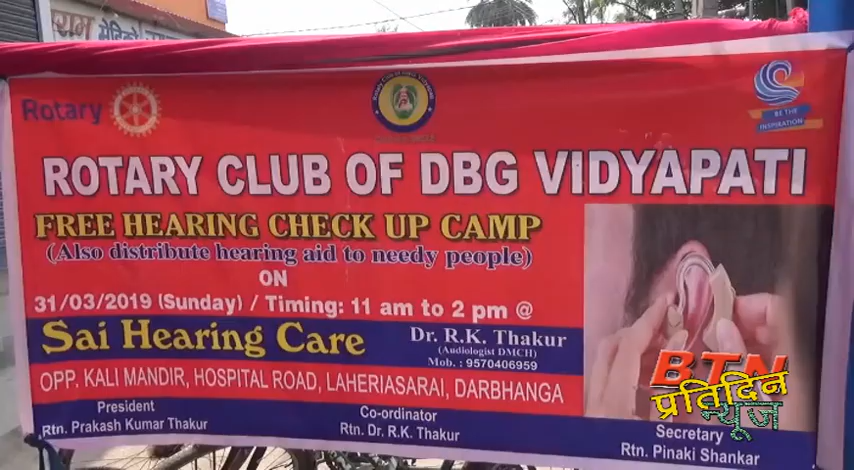 Rotary
BE THE
INSPIRATION
ROTARY CLUB OF DBG VIDYAPATI
FREE HEARING CHECK UP CAMP
(Also distribute hearing aid to needy people)
ON
31/03/2019 (Sunday) / Timing: 11 am to 2 pm @
Sai Hearing Care
Dr. R.K. Thakur
(Audiologist DMCH)
Mob. : 9570406959
OPP. KALI MANDIR, HOSPITAL ROAD, LAHERIASARAI, DARBHANGA
President
Rtn. Prakash Kumar Thakur
Co-ordinator
Rtn. Dr. R.K. Thakur
Secretary
Rtn. Pinaki Shankar
BTN
प्रतिदिन
न्यूज